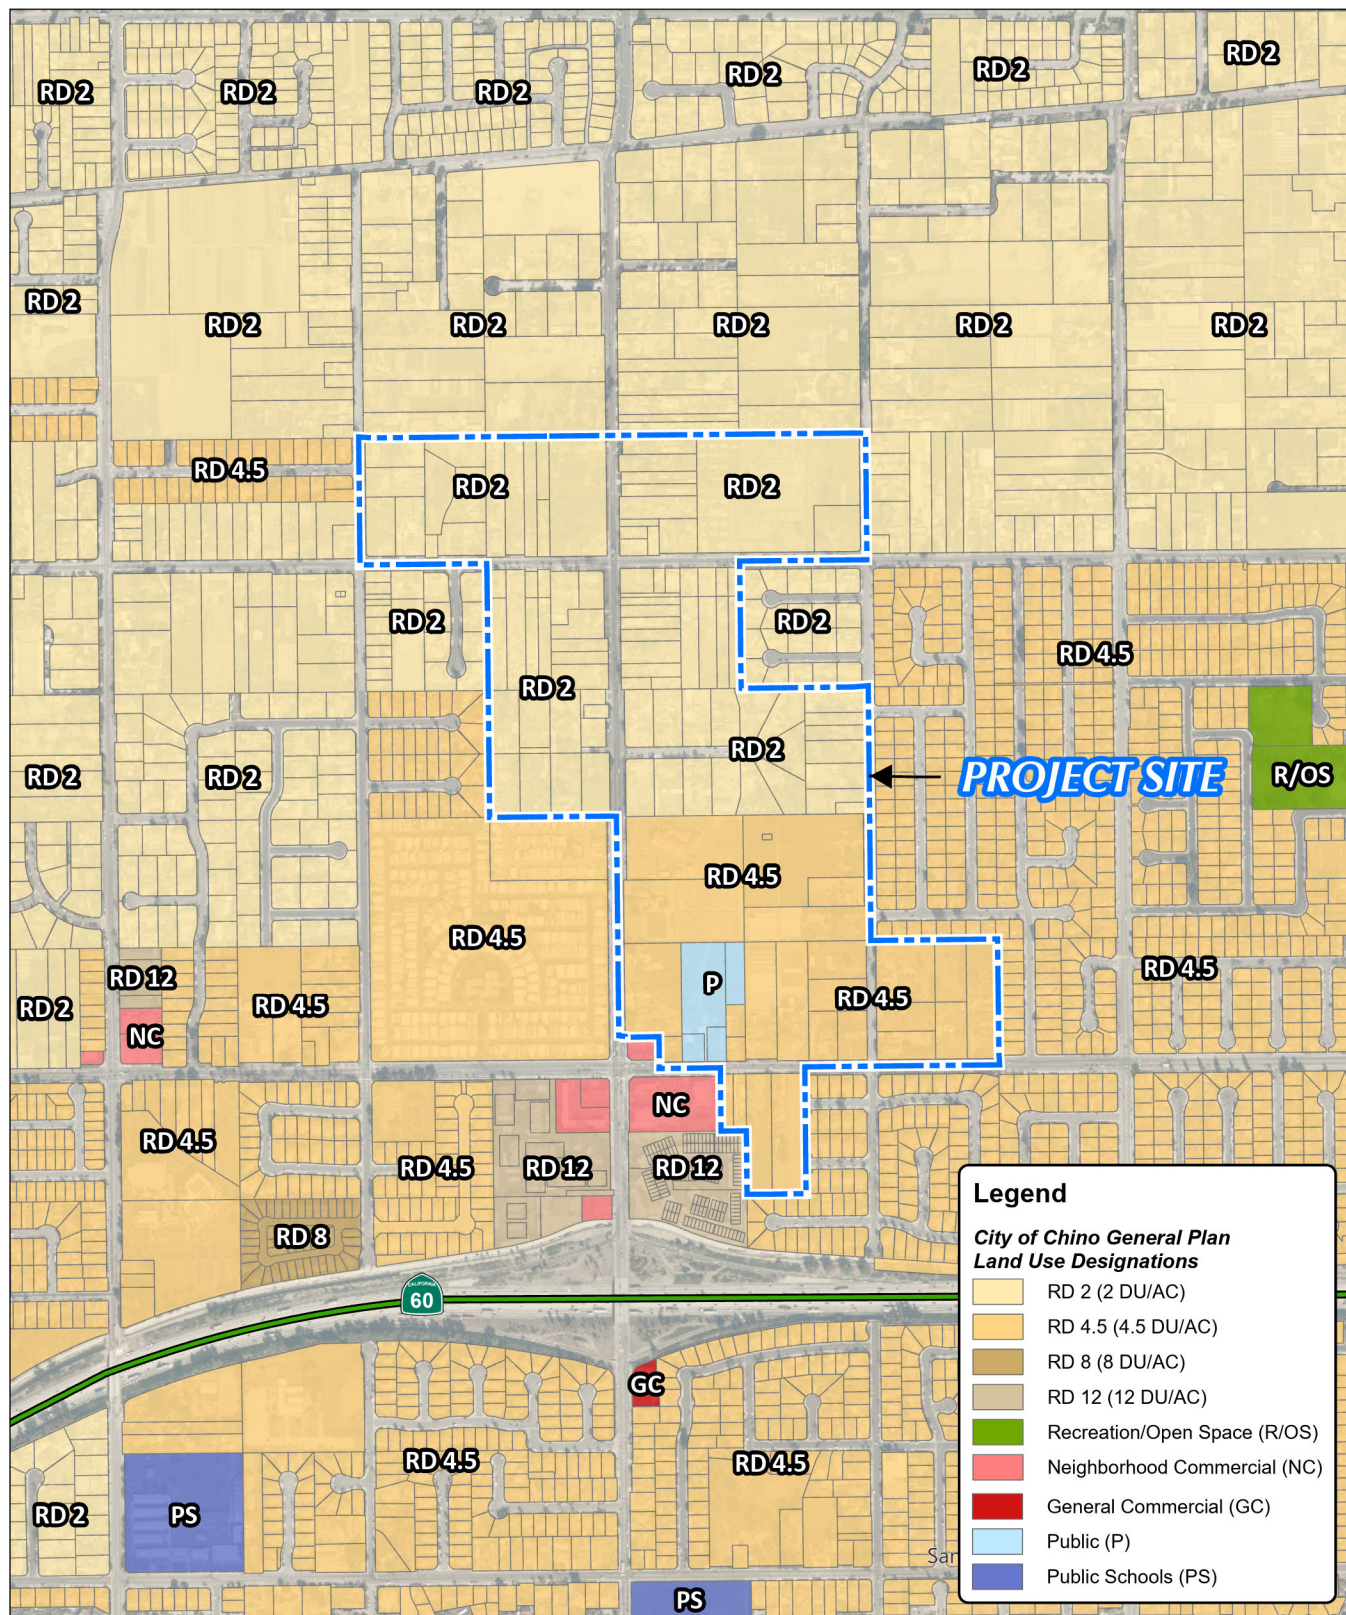 RD 2
RD 2
RD 2
RD 2
RD 2
RD 2
RD 2
RD 2
RD 2
RD 2
RD 2
RD 2
RD 4.5
RD 2
RD 2
RD 2
RD 2
RD 4.5
RD 2
RD 2
RD 2
RD 2
PROJECT SITE
R/OS
RD 4.5
RD 4.5
RD 12
RD 4.5
P
RD 4.5
RD 4.5
RD 2
NC
NC
RD 4.5
RD 4.5
RD 12
RD 12
RD 8
CALIFORNIA
60
GC
RD 4.5
RD 4.5
RD 2
PS
San
PS
Legend
City of Chino General Plan
Land Use Designations
RD 2 (2 DU/AC)
RD 4.5 (4.5 DU/AC)
RD 8 (8 DU/AC)
RD 12 (12 DU/AC)
Recreation/Open Space (R/OS)
Neighborhood Commercial (NC)
General Commercial (GC)
Public (P)
Public Schools (PS)